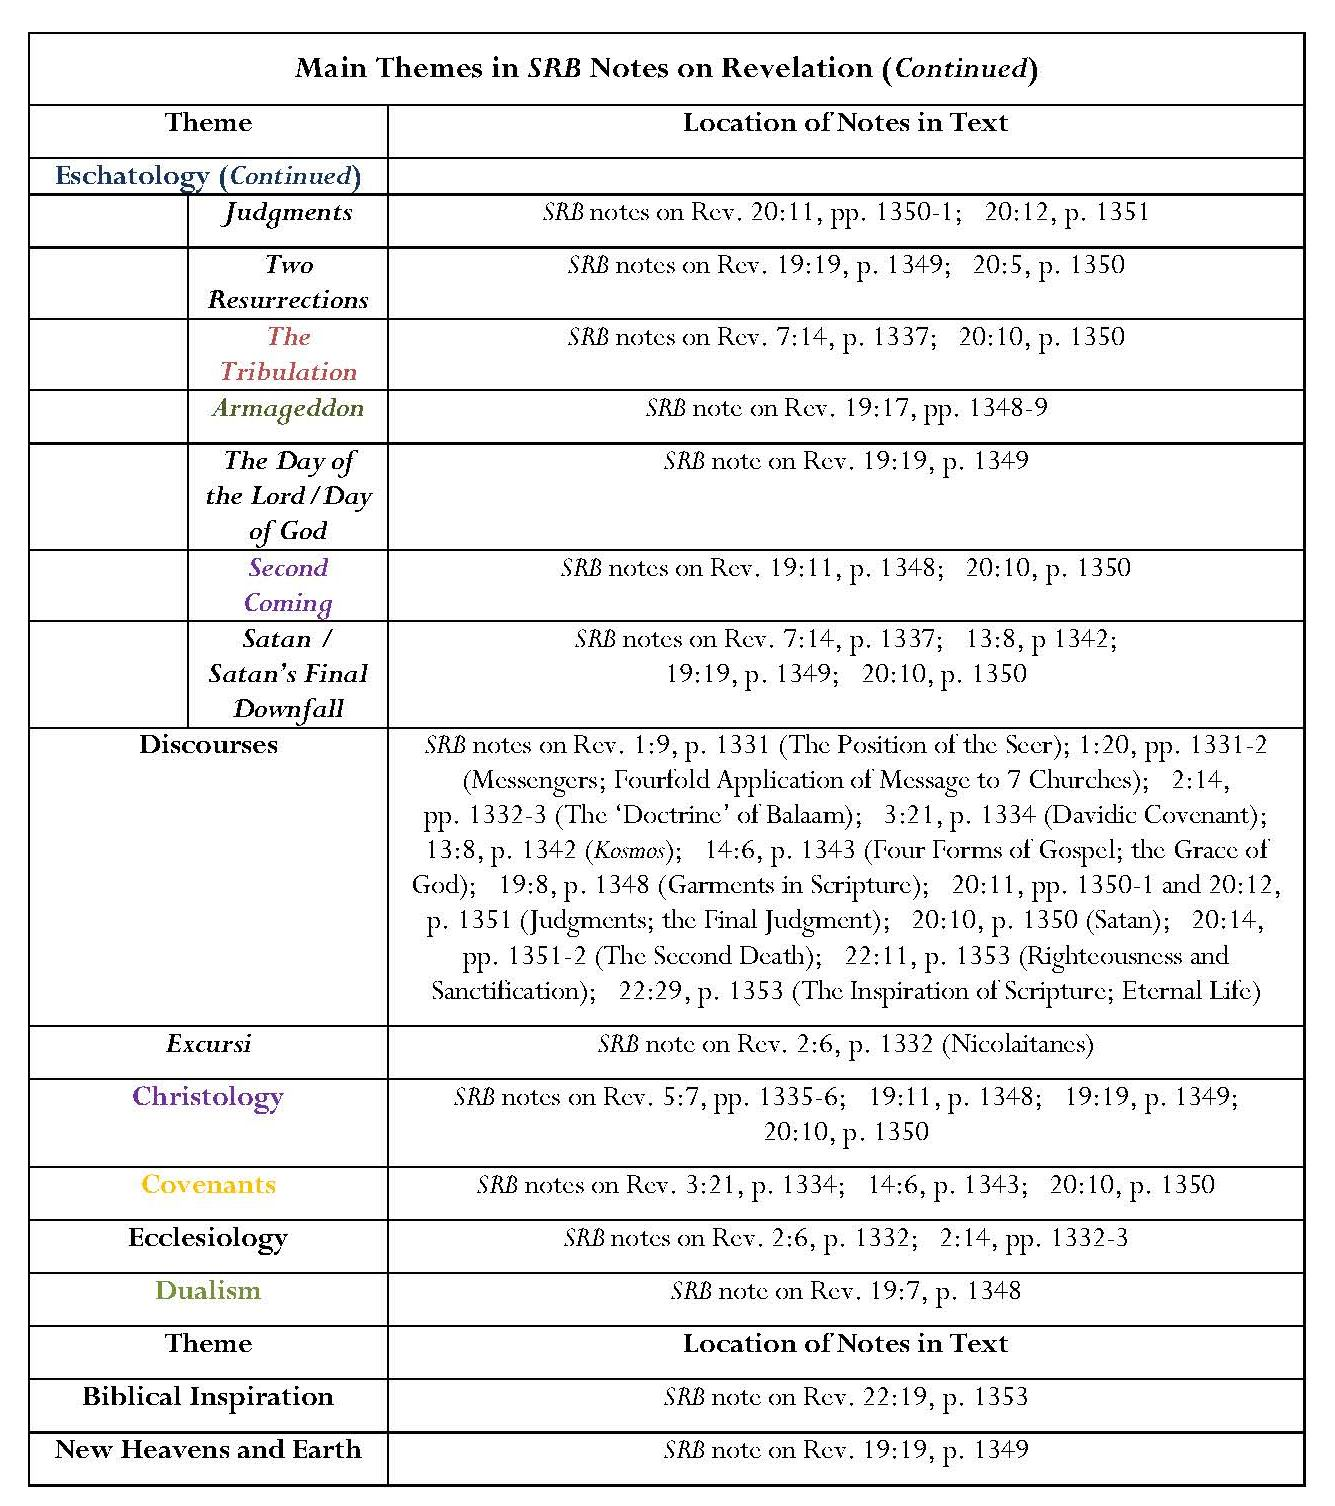 Main Themes in SRB Notes on Revelation (Continued)
Theme
Location of Notes in Text
Eschatology (Continued)
Judgments
SRB notes on Rev. 20:11, pp. 1350-1;   20:12, p. 1351
Two
Resurrections
SRB notes on Rev. 19:19, p. 1349;   20:5, p. 1350
The
Tribulation
SRB notes on Rev. 7:14, p. 1337;   20:10, p. 1350
Armageddon
SRB note on Rev. 19:17, pp. 1348-9
The Day of
the Lord/Day
of God
SRB note on Rev. 19:19, p. 1349
Second
Coming
SRB notes on Rev. 19:11, p. 1348;   20:10, p. 1350
Satan /
Satan's Final
Downfall
SRB notes on Rev. 7:14, p. 1337;   13:8, p 1342;
19:19, p. 1349;   20:10, p. 1350
Discourses
SRB notes on Rev. 1:9, p. 1331 (The Position of the Seer); 1:20, pp. 1331-2
(Messengers; Fourfold Application of Message to 7 Churches);   2:14,
pp. 1332-3 (The ‘Doctrine’ of Balaam);   3:21, p. 1334 (Davidic Covenant);
13:8, p. 1342 (Kosmos);   14:6, p. 1343 (Four Forms of Gospel; the Grace of
God);   19:8, p. 1348 (Garments in Scripture);   20:11, pp. 1350-1 and 20:12,
p. 1351 (Judgments; the Final Judgment);   20:10, p. 1350 (Satan);   20:14,
pp. 1351-2 (The Second Death);   22:11, p. 1353 (Righteousness and
Sanctification);   22:29, p. 1353 (The Inspiration of Scripture; Eternal Life)
Excursi
SRB note on Rev. 2:6, p. 1332 (Nicolaitanes)
Christology
SRB notes on Rev. 5:7, pp. 1335-6;   19:11, p. 1348;   19:19, p. 1349;
20:10, p. 1350
Covenants
SRB notes on Rev. 3:21, p. 1334;   14:6, p. 1343;   20:10, p. 1350
Ecclesiology
SRB notes on Rev. 2:6, p. 1332;   2:14, pp. 1332-3
Dualism
SRB note on Rev. 19:7, p. 1348
Theme
Location of Notes in Text
Biblical Inspiration
SRB note on Rev. 22:19, p. 1353
New Heavens and Earth
SRB note on Rev. 19:19, p. 1349